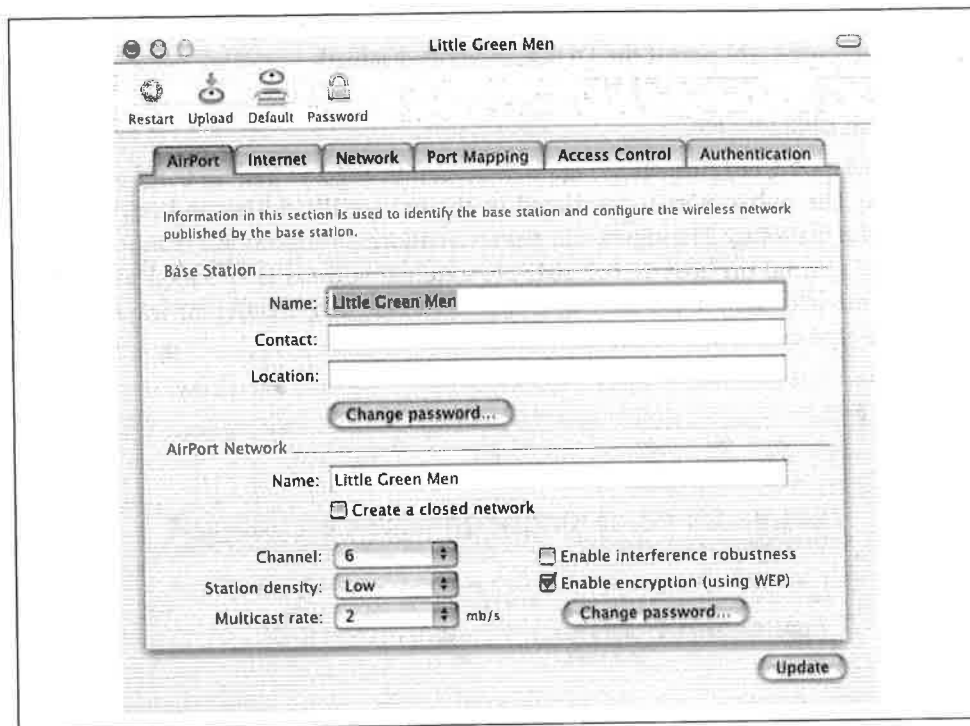 Little Green Men
Restart Upload Default Password
AirPort Internet Network Port Mapping Access Control Authentication
Information in this section is used to identify the base station and configure the wireless network
published by the base station.
Base Station
Name: Little Green Men
Contact:
Location:
Change password...
AirPort Network
Name: Little Green Men
Create a closed network
Channel: 6
Enable interference robustness
Station density: Low
Enable encryption (using WEP)
Multicast rate: 2 mb/s
Change password...
Update